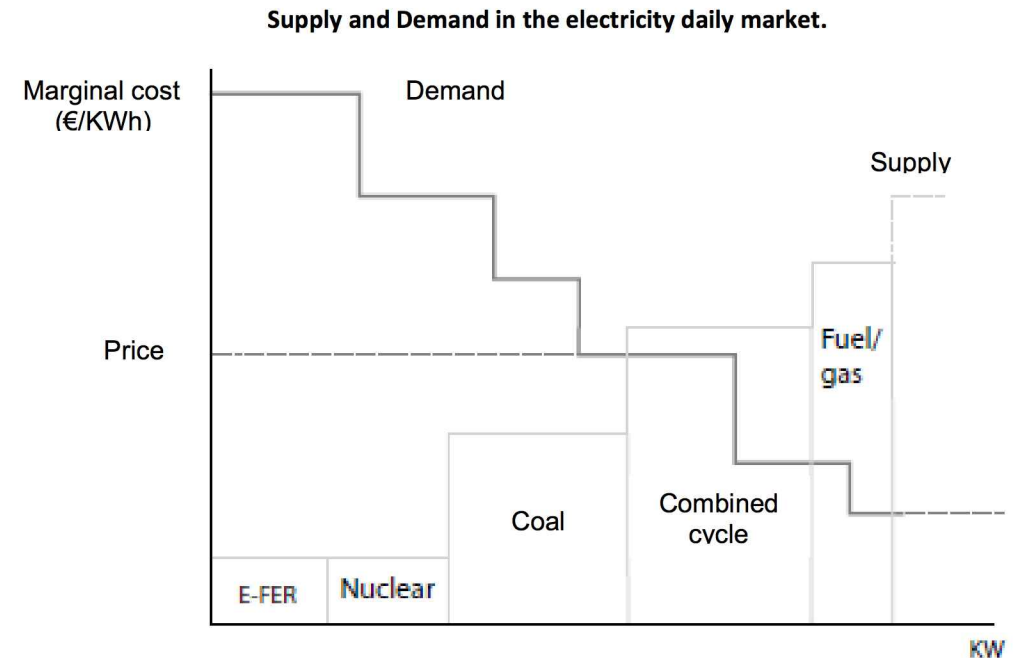 Supply and Demand in the electricity daily market.
Marginal cost
(€/KWh)
Demand
Supply
Price
Fuel/
gas
Combined
cycle
Coal
Nuclear
E-FER
KW